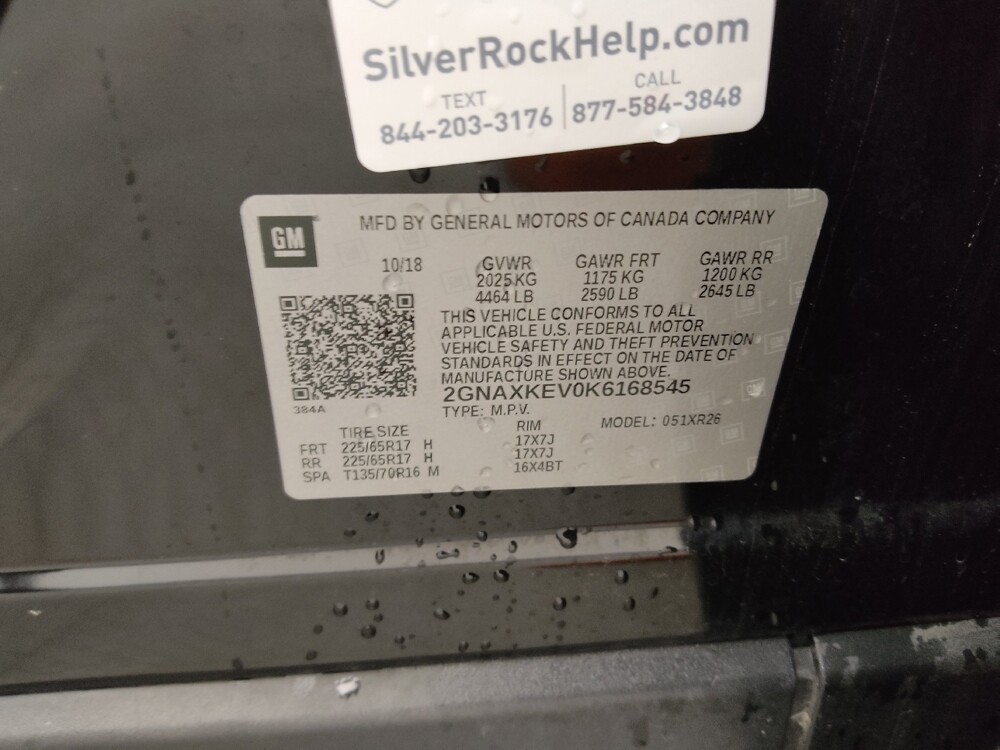 SilverRockHelp.com
TEXT
844-203-3176
CALL
877-584-3848
GM
MFD BY GENERAL MOTORS OF CANADA COMPANY
10/18
GVWR
2025 KG
4464 LB
GAWR FRT
1175 KG
2590 LB
GAWR RR
1200 KG
2645 LB
THIS VEHICLE CONFORMS TO ALL
APPLICABLE U.S. FEDERAL MOTOR
VEHICLE SAFETY AND THEFT PREVENTION
STANDARDS IN EFFECT ON THE DATE OF
MANUFACTURE SHOWN ABOVE.
2GNAXKEV0K6168545
TYPE: M.P.V.
MODEL: 051XR26
384A
TIRE SIZE RIM
FRT 225/65R17 H 17X7J
RR 225/65R17 H 17X7J
SPA T135/70R16 M 16X4BT